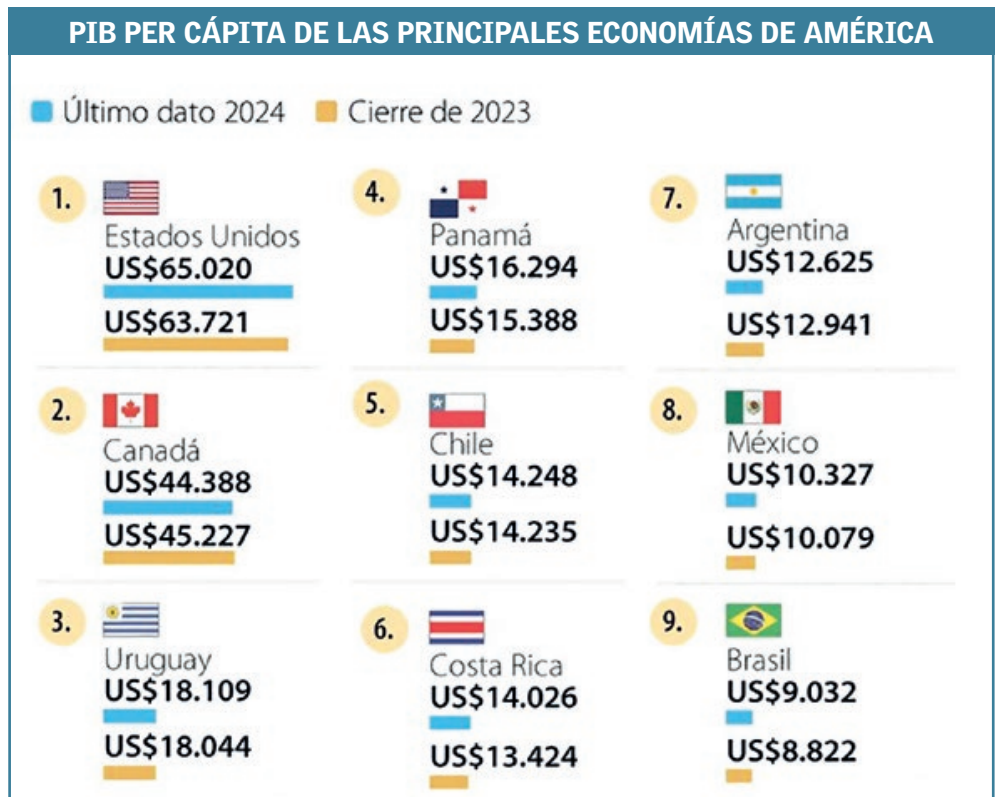 PIB PER CÁPITA DE LAS PRINCIPALES ECONOMÍAS DE AMÉRICA
Último dato 2024 Cierre de 2023
1.
Estados Unidos
US$65.020
US$63.721
2.
Canadá
US$44.388
US$45.227
3.
Uruguay
US$18.109
US$18.044
4.
Panamá
US$16.294
US$15.388
5.
Chile
US$14.248
US$14.235
6.
Costa Rica
US$14.026
US$13.424
7.
Argentina
US$12.625
US$12.941
8.
México
US$10.327
US$10.079
9.
Brasil
US$9.032
US$8.822